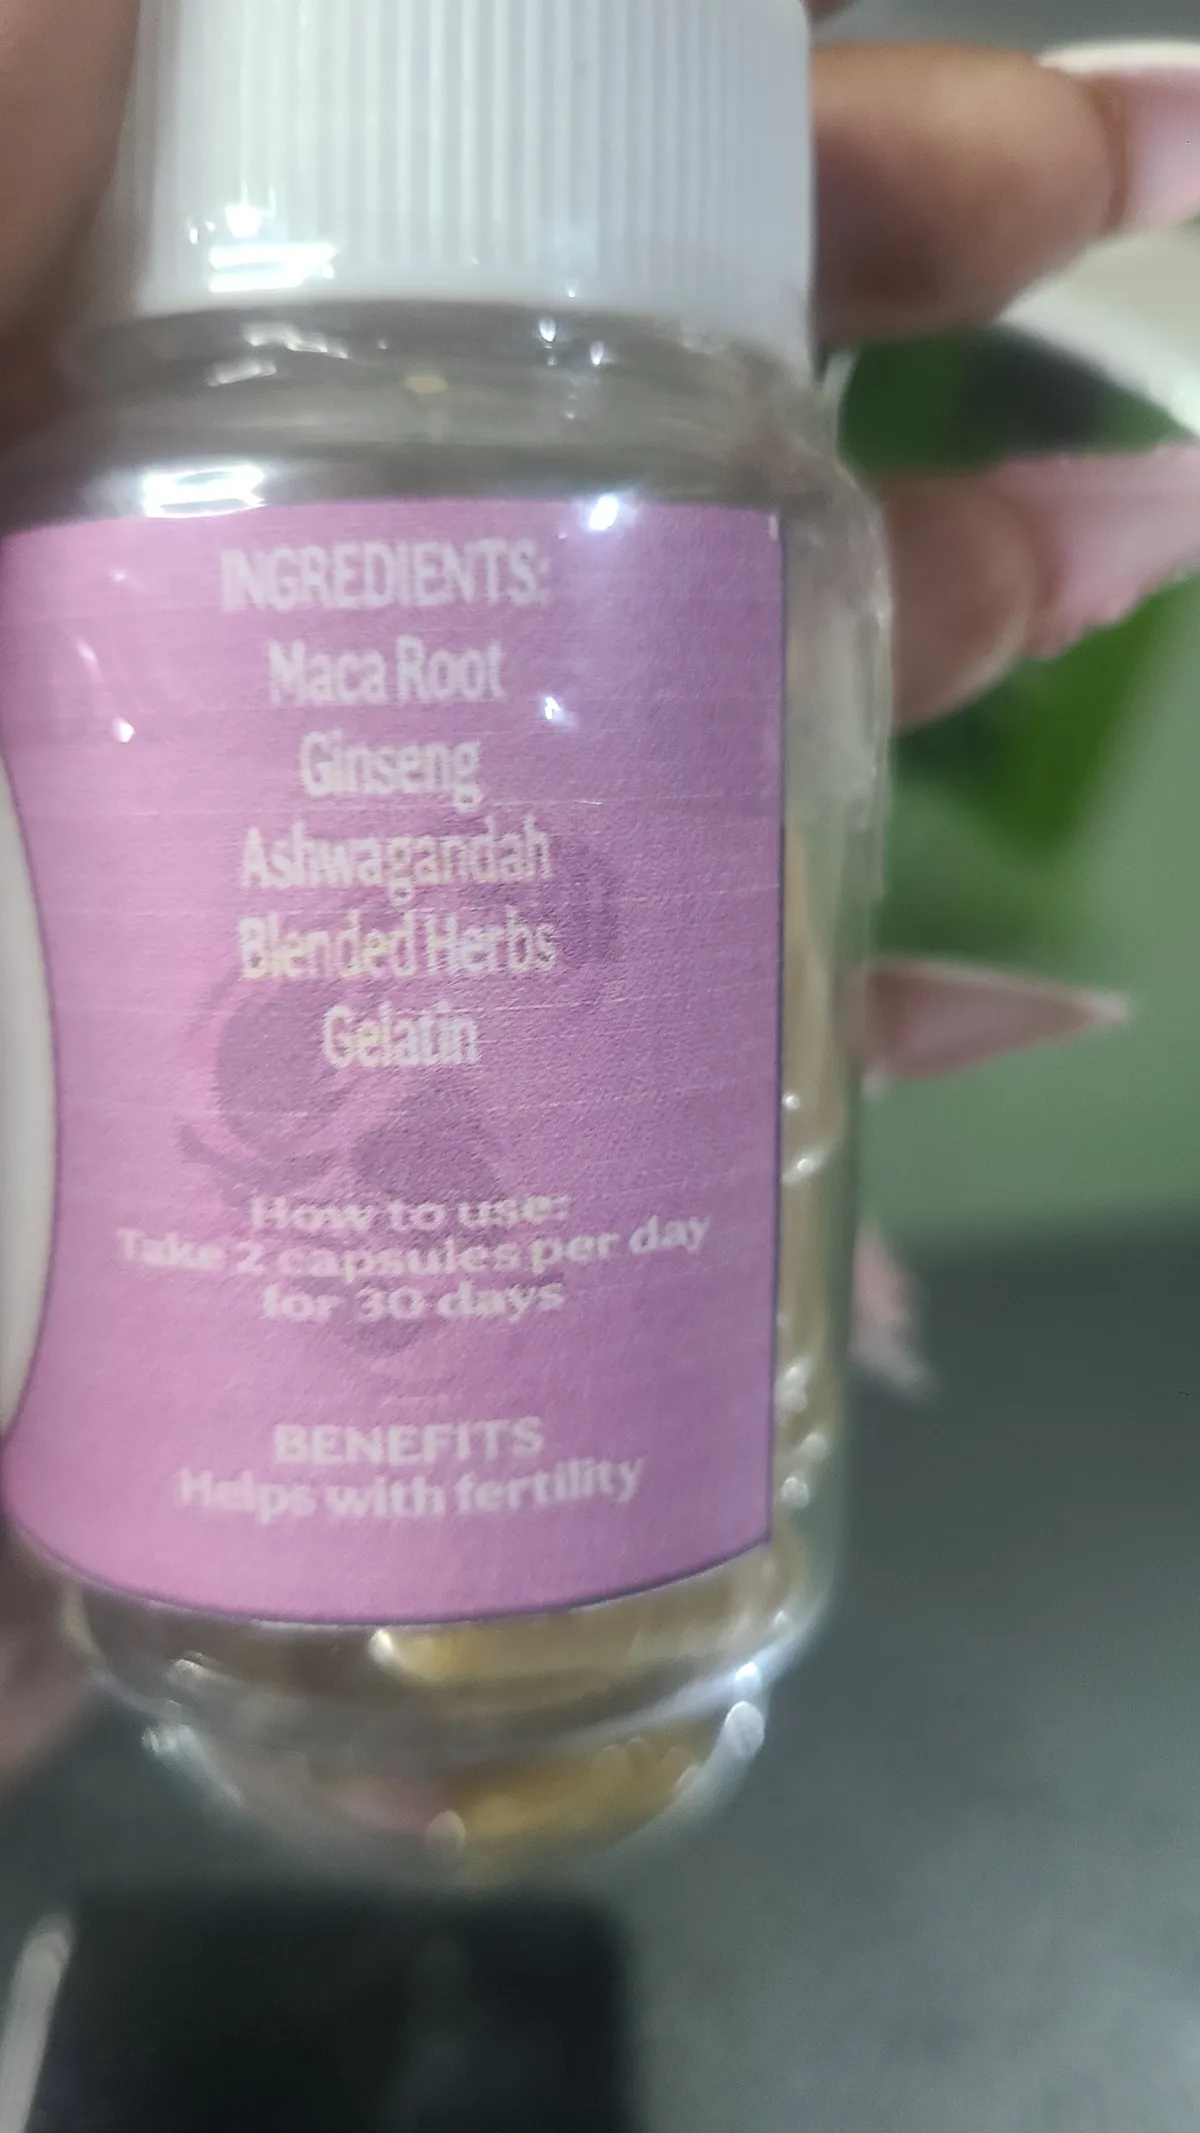 INGREDIENTS:
Maca Root
Ginseng
Ashwagandah
Blended Herbs
Gelatin
How to use:
Take 2 capsules per day
for 30 days
BENEFITS
Helps with fertility